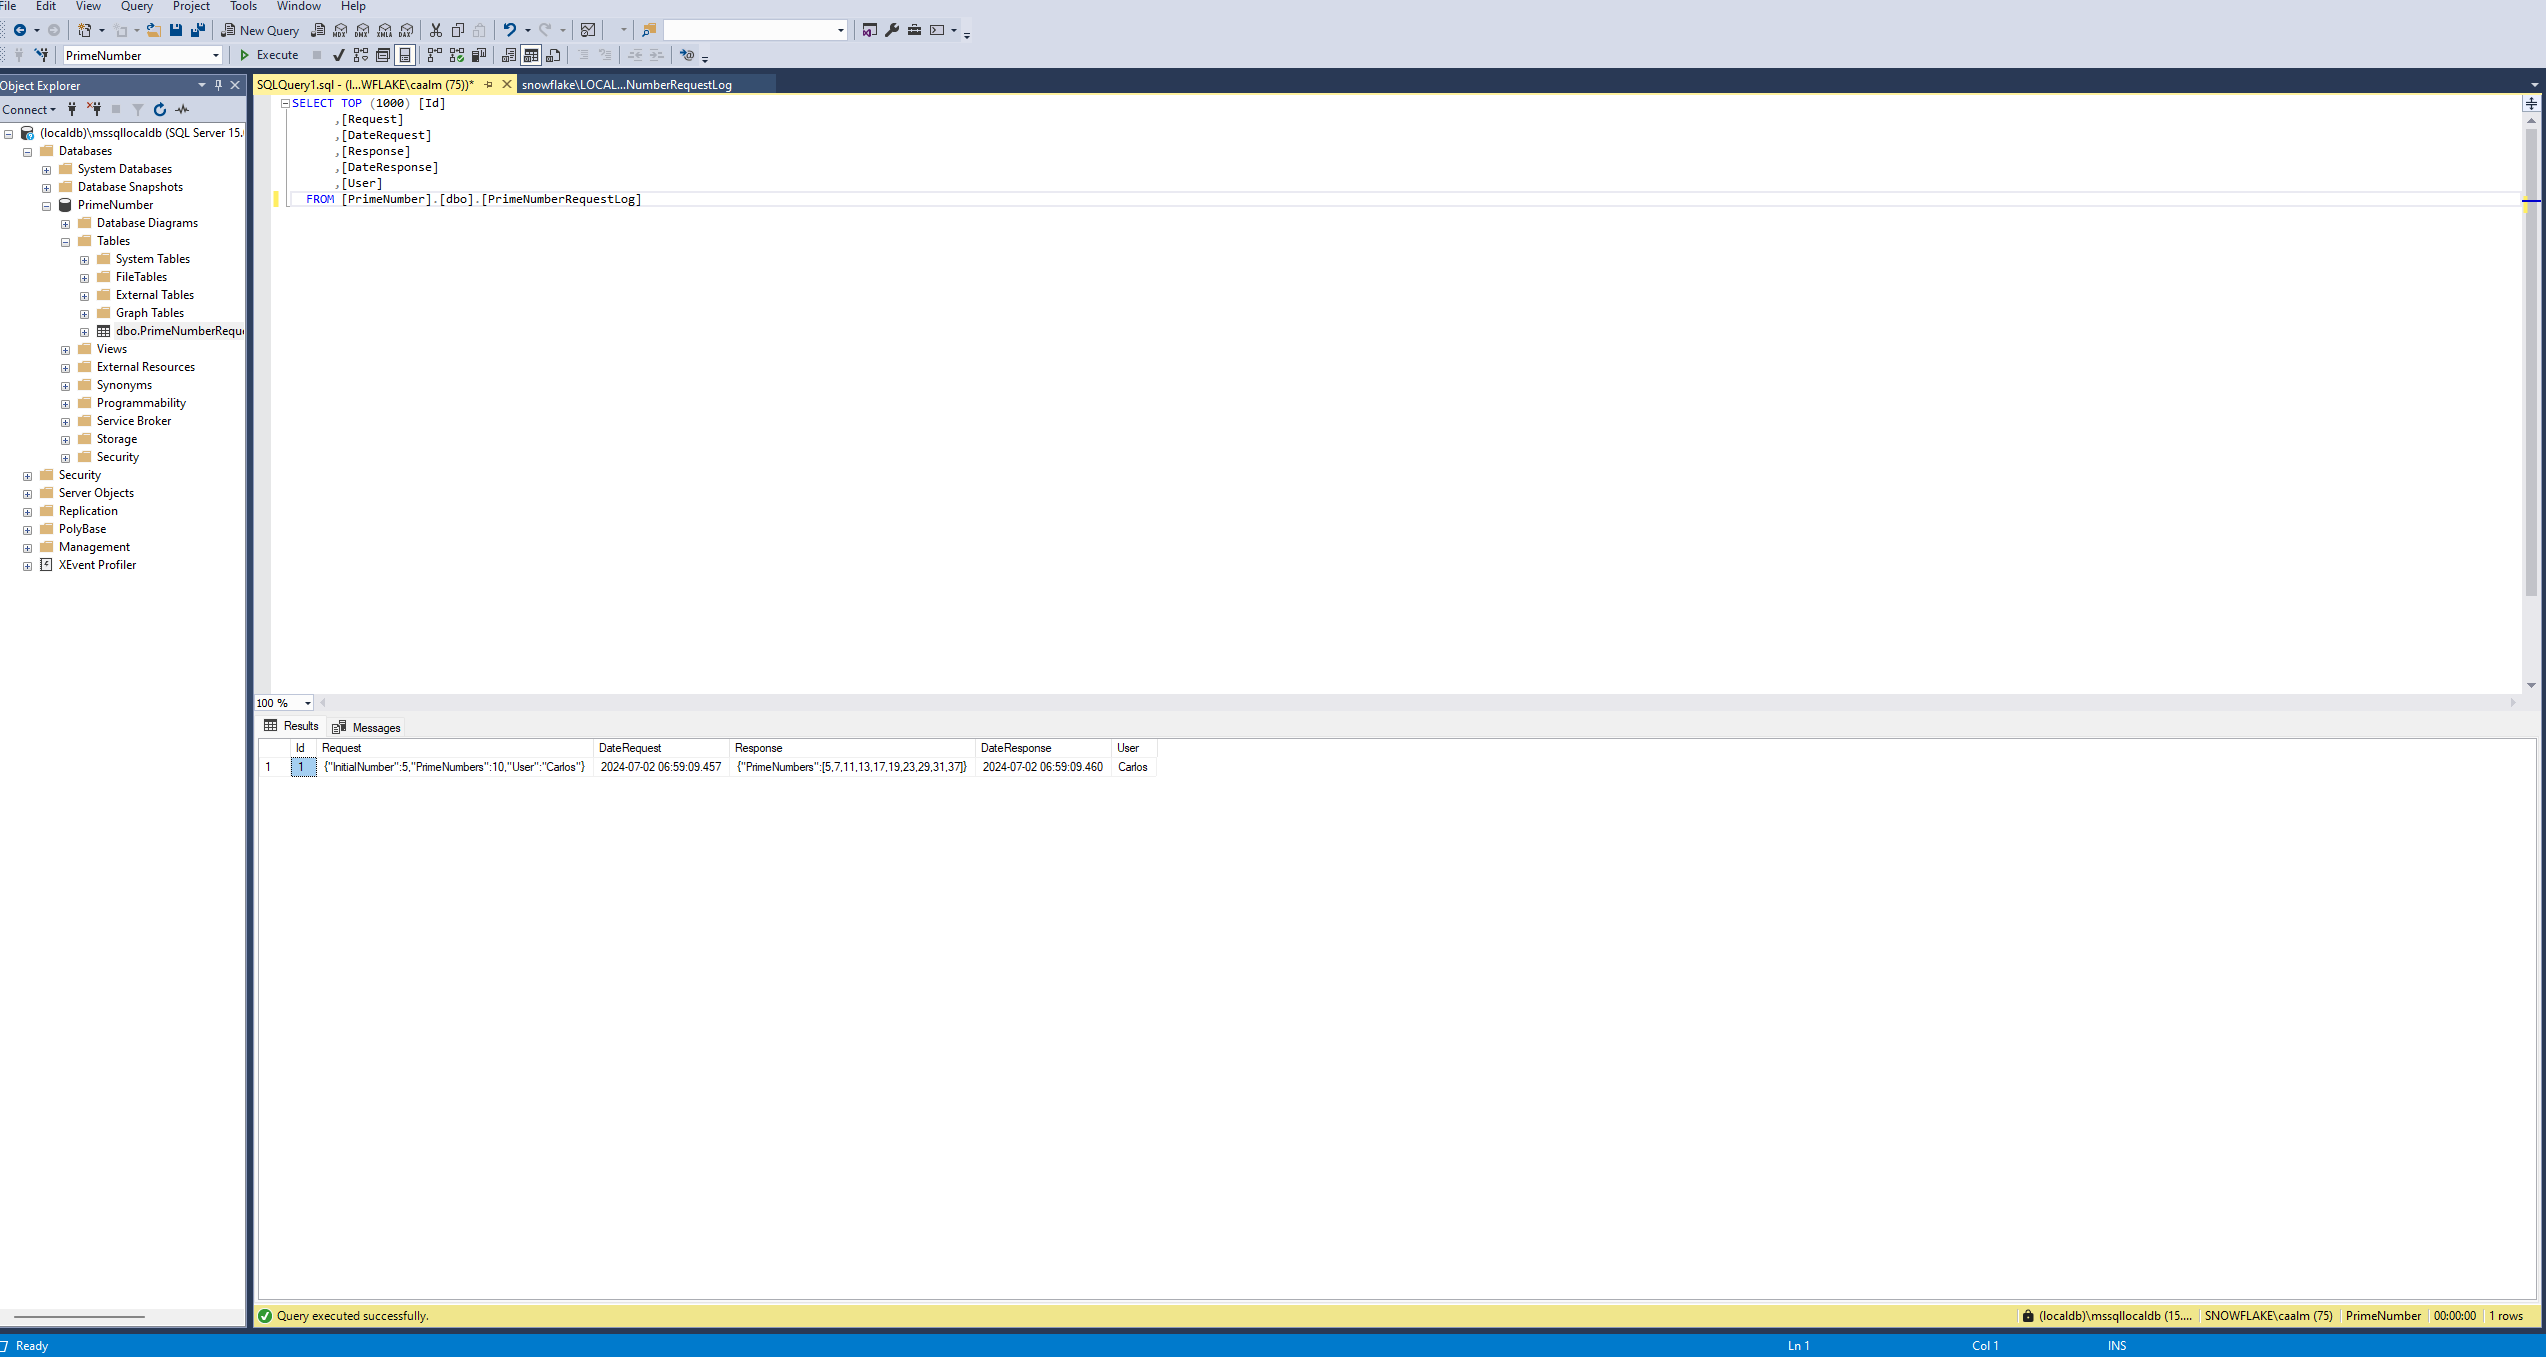 File Edit View Query Project Tools Window Help
New Query MDX DMX XMLA DAX
PrimeNumber Execute
Object Explorer
Connect
(localdb)\mssqllocaldb (SQL Server 15.
Databases
System Databases
Database Snapshots
PrimeNumber
Database Diagrams
Tables
System Tables
FileTables
External Tables
Graph Tables
dbo.PrimeNumberReque
Views
External Resources
Synonyms
Programmability
Service Broker
Storage
Security
Security
Server Objects
Replication
PolyBase
Management
XEvent Profiler
SQLQuery1.sql - (l...WFLAKE\caalm (75))* snowflake\LOCAL...NumberRequestLog
SELECT TOP (1000) [Id]
,[Request]
,[DateRequest]
,[Response]
,[DateResponse]
,[User]
FROM [PrimeNumber].[dbo].[PrimeNumberRequestLog]
100 %
Results Messages
Id Request DateRequest Response DateResponse User
1 1 {"InitialNumber":5,"PrimeNumbers":10,"User":"Carlos"} 2024-07-02 06:59:09.457 {"PrimeNumbers":[5,7,11,13,17,19,23,29,31,37]} 2024-07-02 06:59:09.460 Carlos
Query executed successfully. (localdb)\mssqllocaldb (15.... SNOWFLAKE\caalm (75) PrimeNumber 00:00:00 1 rows
Ready Ln 1 Col 1 INS